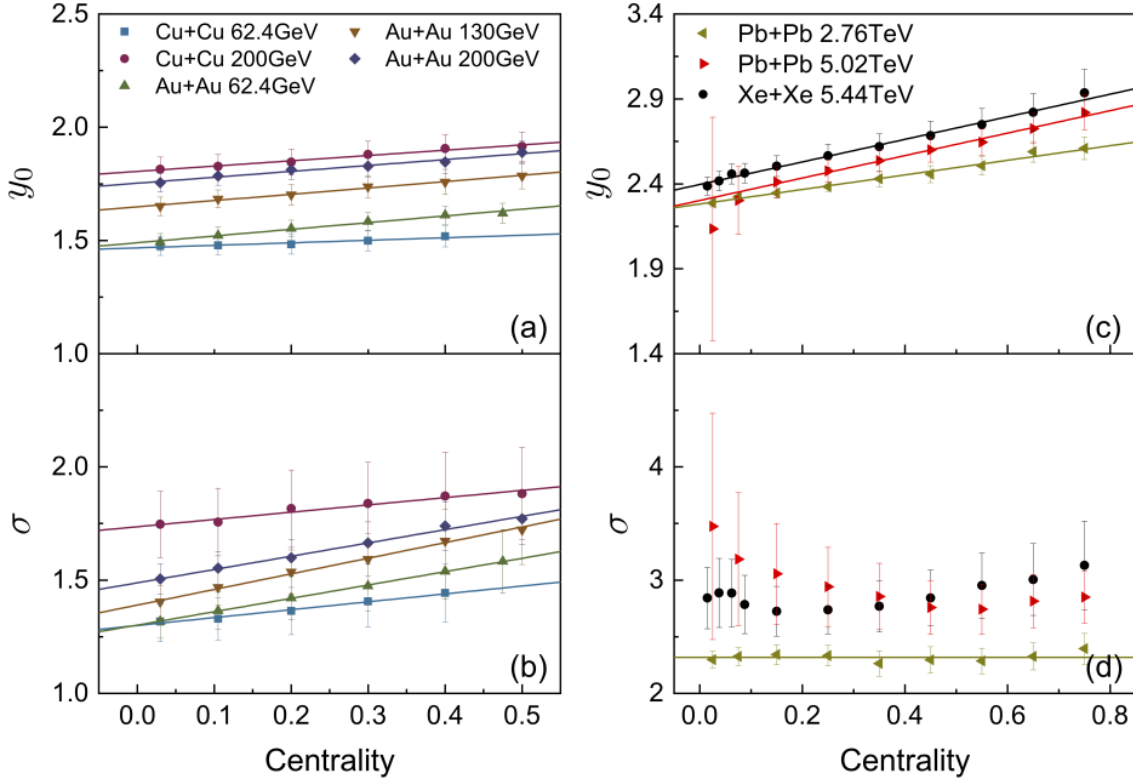 Cu+Cu 62.4GeV
Cu+Cu 200GeV
Au+Au 62.4GeV
Au+Au 130GeV
Au+Au 200GeV
2.5
2.0
1.5
1.0
y0
(a)
Pb+Pb 2.76TeV
Pb+Pb 5.02TeV
Xe+Xe 5.44TeV
3.4
2.9
2.4
1.9
1.4
y0
(c)
2.0
1.5
1.0
σ
(b)
0.0 0.1 0.2 0.3 0.4 0.5
Centrality
4
3
2
σ
(d)
0.0 0.2 0.4 0.6 0.8
Centrality